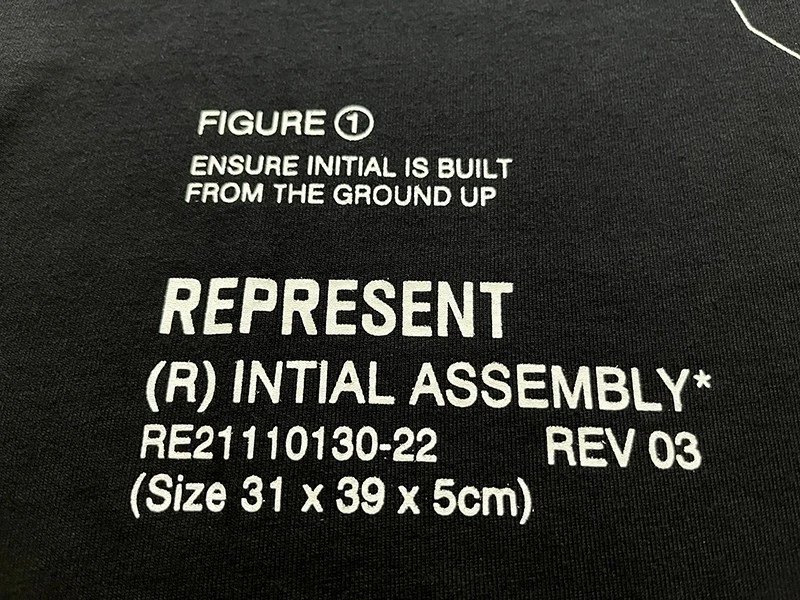 FIGURE ①
ENSURE INITIAL IS BUILT
FROM THE GROUND UP
REPRESENT
(R) INTIAL ASSEMBLY*
RE21110130-22 REV 03
(Size 31 x 39 x 5cm)